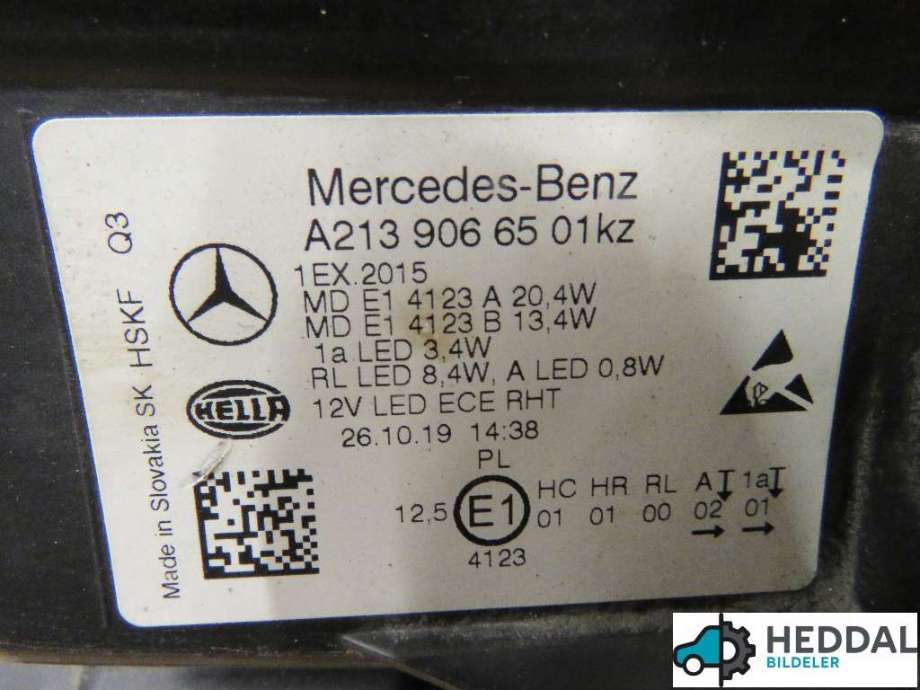 Mercedes-Benz
A213 906 65 01kz
1EX.2015
MD E1 4123 A 20,4W
MD E1 4123 B 13,4W
1a LED 3,4W
RL LED 8,4W, A LED 0,8W
12V LED ECE RHT
26.10.19 14:38
PL
HC HR RL A 1a
12,5 E1 01 01 00 02 01
4123
HELLA
Made in Slovakia SK HSKF Q3
HEDDAL
BILDELER